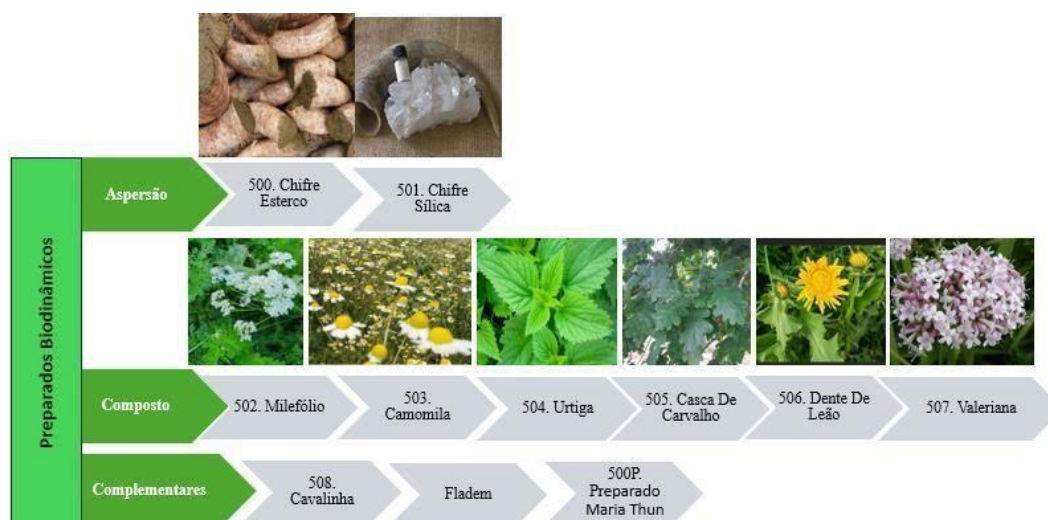 Preparados Biodinâmicos
Aspersão
500. Chifre
Esterco
501. Chifre
Sílica
Composto
502. Milefólio
503.
Camomila
504. Urtiga
505. Casca De
Carvalho
506. Dente De
Leão
507. Valeriana
Complementares
508.
Cavalinha
Fladem
500P.
Preparado
Maria Thun